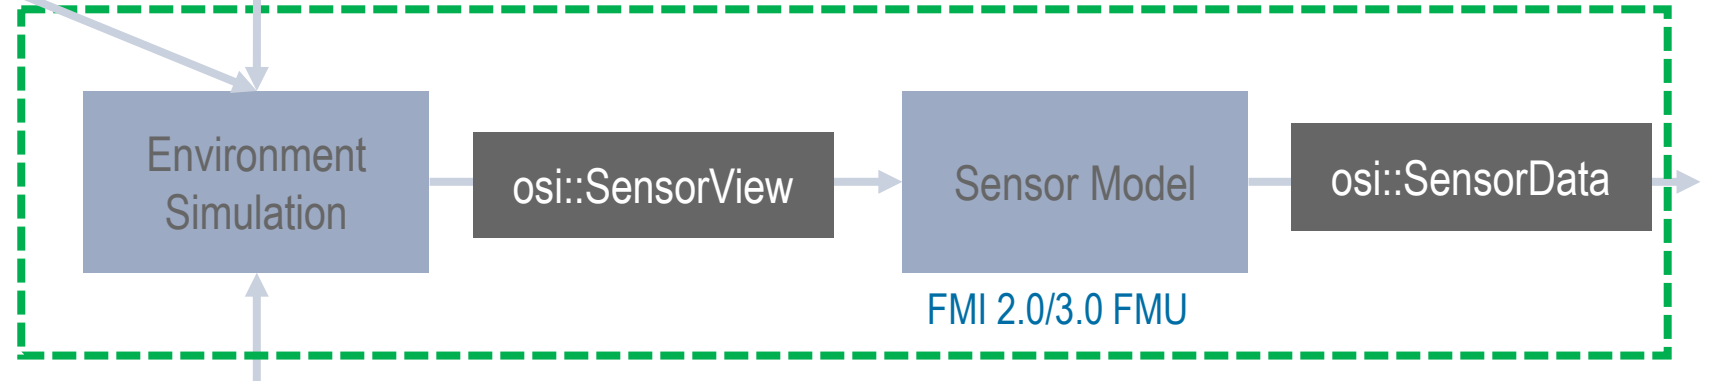 Environment
Simulation
osi::SensorView
Sensor Model
osi::SensorData
FMI 2.0/3.0 FMU